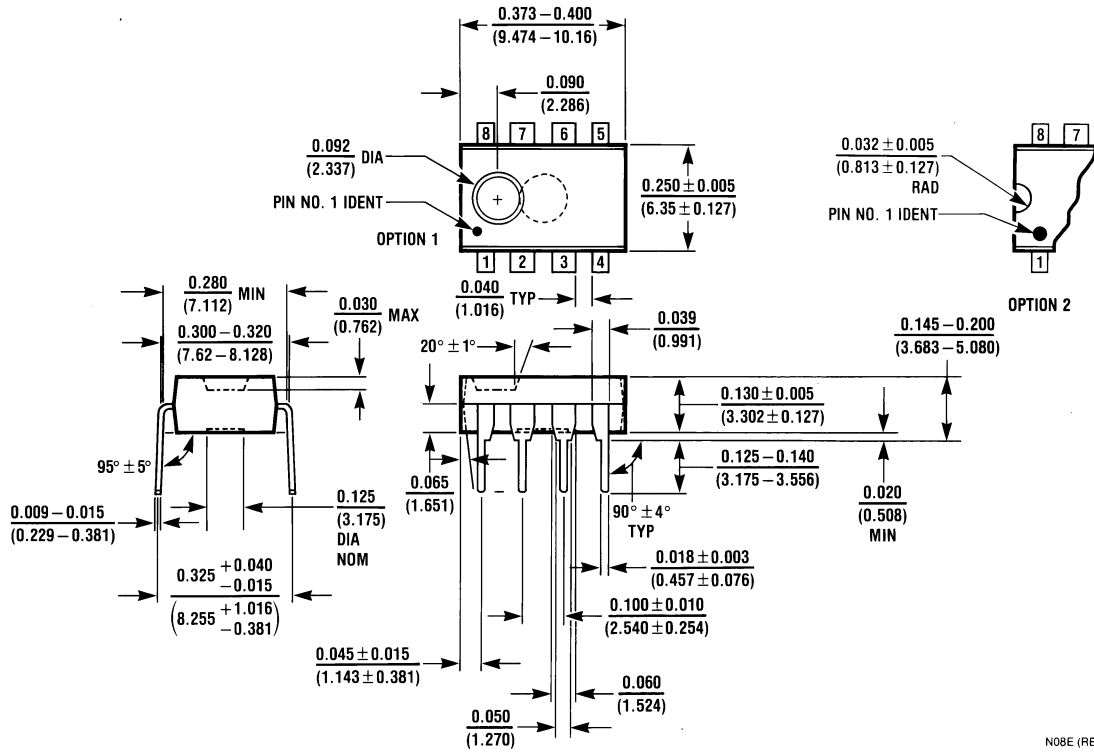 0.373–0.400
(9.474–10.16)
0.090
(2.286)
8 7 6 5
0.092 DIA
(2.337)
PIN NO. 1 IDENT
OPTION 1
0.250 ± 0.005
(6.35 ± 0.127)
1 2 3 4
0.032 ± 0.005
(0.813 ± 0.127)
RAD
PIN NO. 1 IDENT
8 7
1
OPTION 2
0.280 MIN
(7.112)
0.300–0.320
(7.62–8.128)
0.030 MAX
(0.762)
95° ± 5°
0.009–0.015
(0.229–0.381)
0.125
(3.175)
DIA
NOM
0.325 +0.040
−0.015
(8.255 +1.016
−0.381)
0.040 TYP
(1.016)
0.039
(0.991)
20° ± 1°
0.145–0.200
(3.683–5.080)
0.130 ± 0.005
(3.302 ± 0.127)
0.125–0.140
(3.175–3.556)
0.020
(0.508)
MIN
0.065
(1.651)
90° ± 4°
TYP
0.018 ± 0.003
(0.457 ± 0.076)
0.100 ± 0.010
(2.540 ± 0.254)
0.045 ± 0.015
(1.143 ± 0.381)
0.060
(1.524)
0.050
(1.270)
N08E (RE